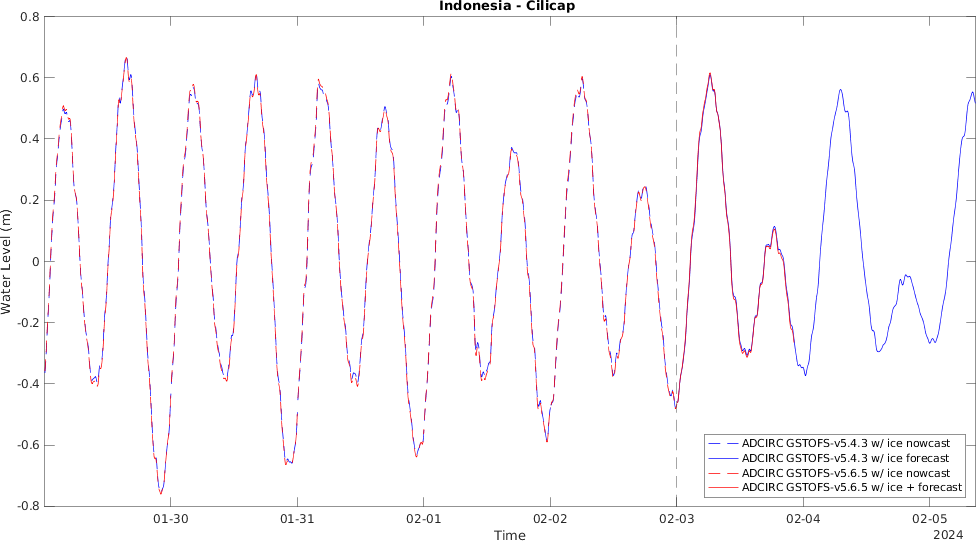 Indonesia - Cilicap
0.8
0.6
0.4
0.2
0
-0.2
-0.4
-0.6
-0.8
Water Level (m)
01-30
01-31
02-01
02-02
02-03
02-04
02-05
Time
2024
ADCIRC GSTOFS-v5.4.3 w/ ice nowcast
ADCIRC GSTOFS-v5.4.3 w/ ice forecast
ADCIRC GSTOFS-v5.6.5 w/ ice nowcast
ADCIRC GSTOFS-v5.6.5 w/ ice + forecast